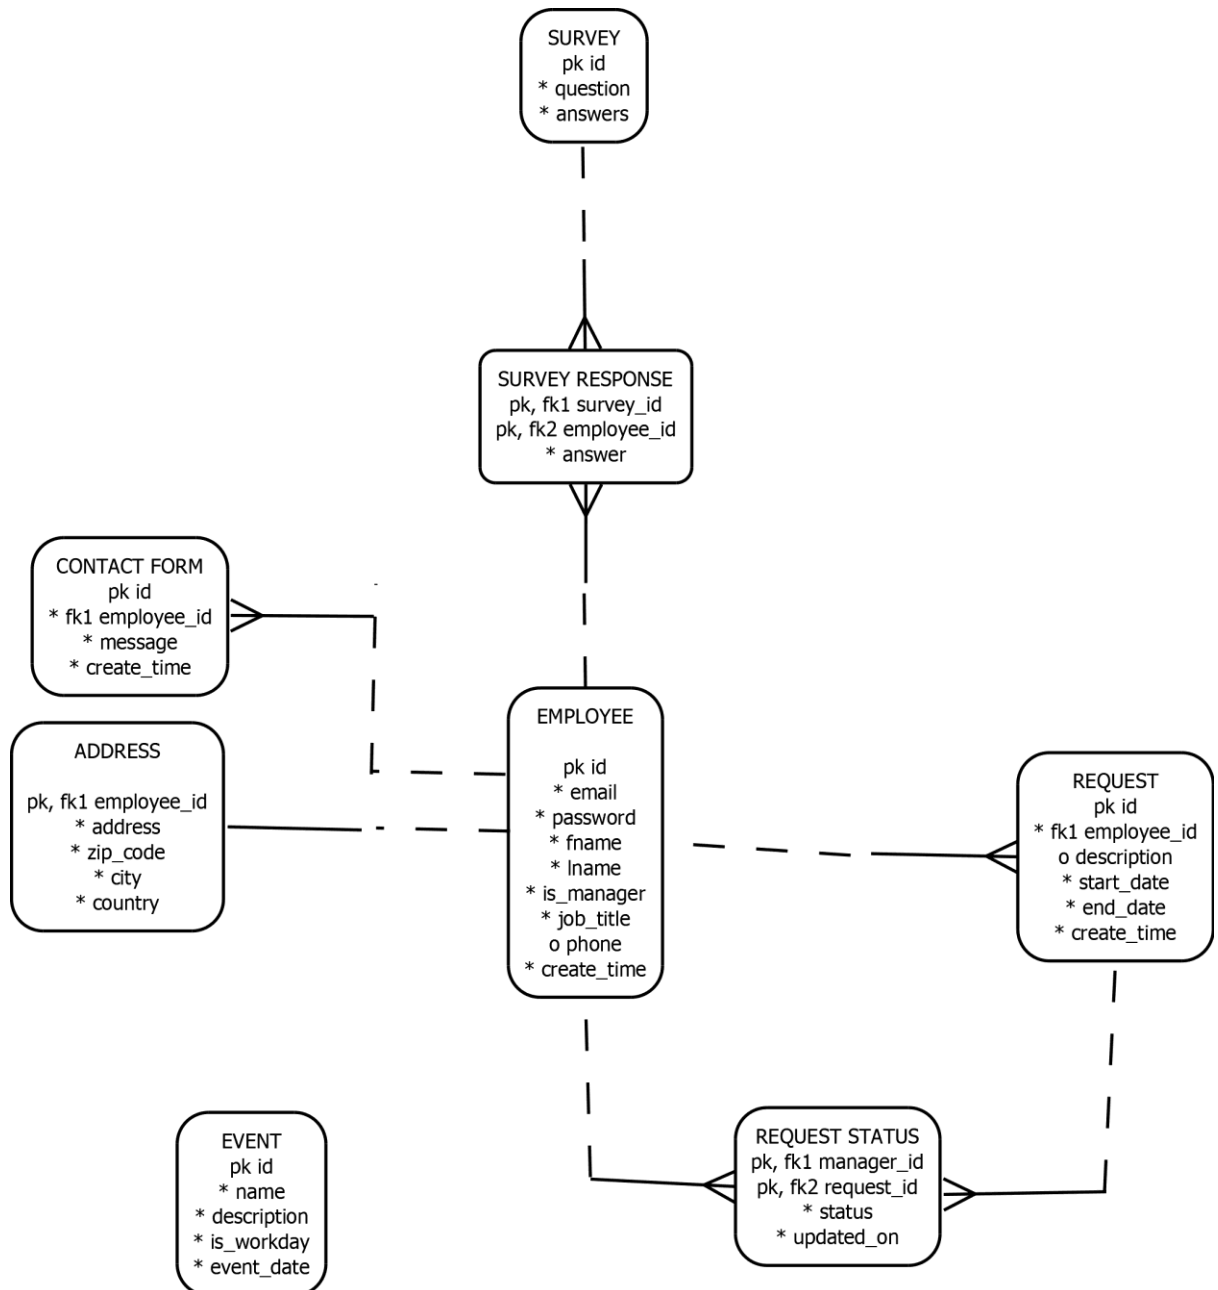 SURVEY
pk id
* question
* answers
SURVEY RESPONSE
pk, fk1 survey_id
pk, fk2 employee_id
* answer
CONTACT FORM
pk id
* fk1 employee_id
* message
* create_time
ADDRESS
pk, fk1 employee_id
* address
* zip_code
* city
* country
EMPLOYEE
pk id
* email
* password
* fname
* lname
* is_manager
* job_title
o phone
* create_time
REQUEST
pk id
* fk1 employee_id
o description
* start_date
* end_date
* create_time
EVENT
pk id
* name
* description
* is_workday
* event_date
REQUEST STATUS
pk, fk1 manager_id
pk, fk2 request_id
* status
* updated_on